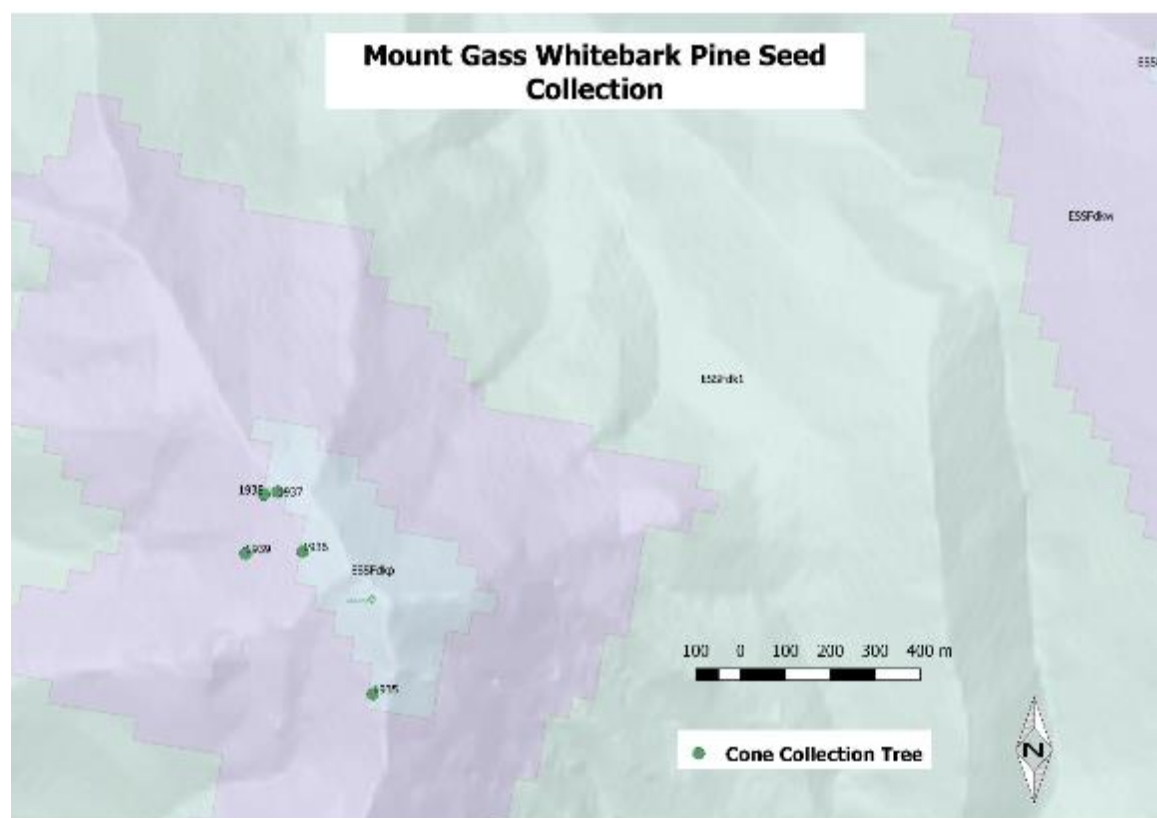 Mount Gass Whitebark Pine Seed
Collection
ESSFdkw
ESSFdk1
1937
1939
ESSFdkp
1935
100 0 100 200 300 400 m
Cone Collection Tree
N